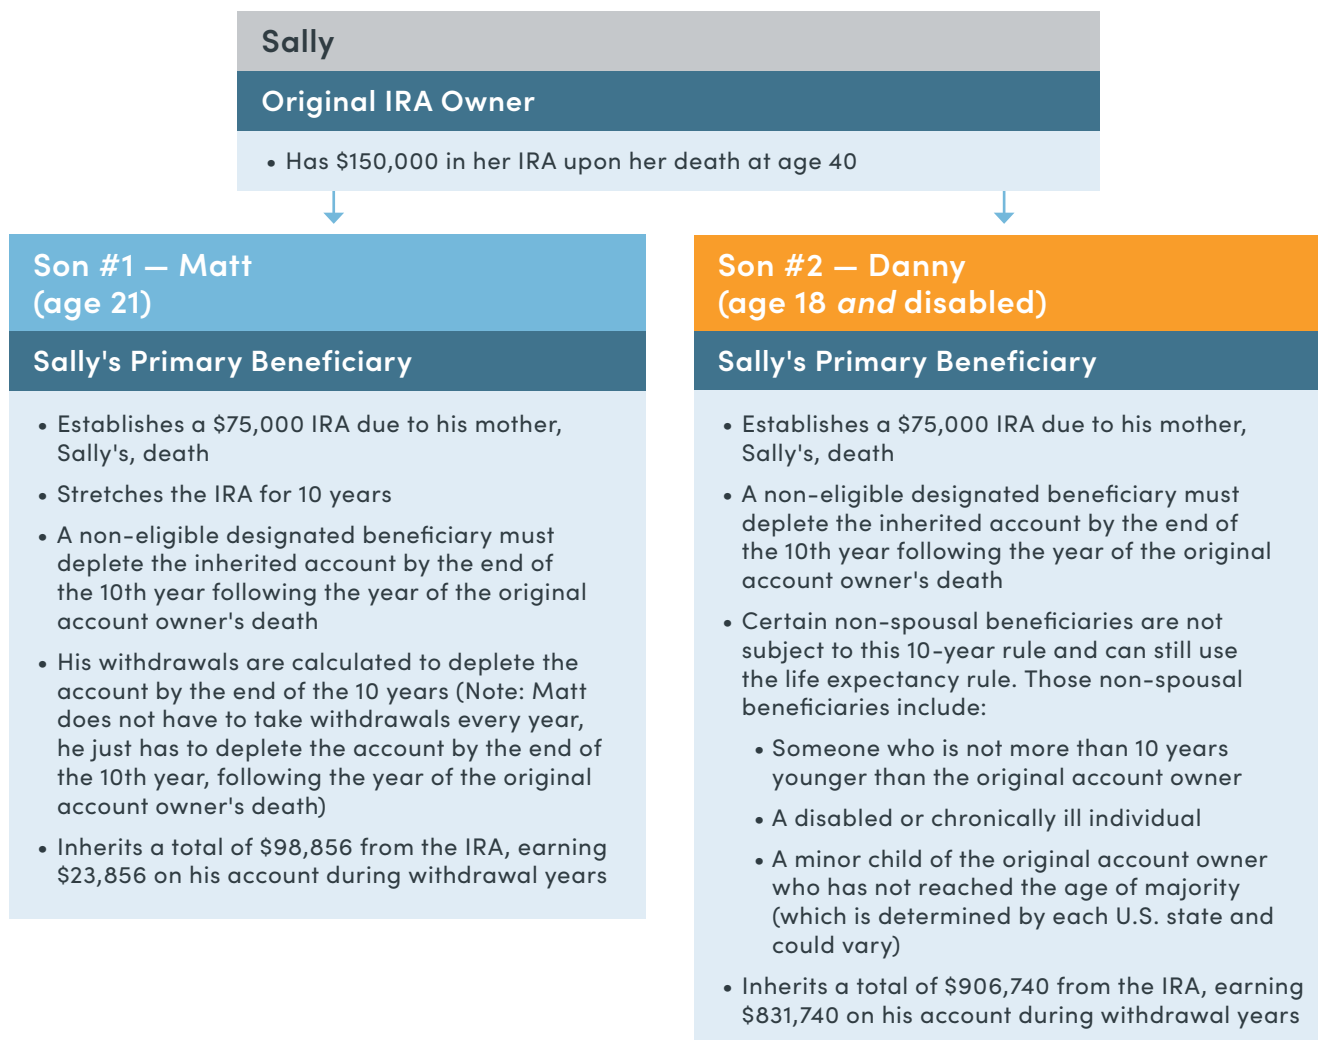 Sally
Original IRA Owner
• Has $150,000 in her IRA upon her death at age 40
Son #1 — Matt
(age 21)
Sally's Primary Beneficiary
• Establishes a $75,000 IRA due to his mother,
Sally's, death
• Stretches the IRA for 10 years
• A non-eligible designated beneficiary must
deplete the inherited account by the end of
the 10th year following the year of the original
account owner's death
• His withdrawals are calculated to deplete the
account by the end of the 10 years (Note: Matt
does not have to take withdrawals every year,
he just has to deplete the account by the end of
the 10th year, following the year of the original
account owner's death)
• Inherits a total of $98,856 from the IRA, earning
$23,856 on his account during withdrawal years
Son #2 — Danny
(age 18 and disabled)
Sally's Primary Beneficiary
• Establishes a $75,000 IRA due to his mother,
Sally's, death
• A non-eligible designated beneficiary must
deplete the inherited account by the end of
the 10th year following the year of the original
account owner's death
• Certain non-spousal beneficiaries are not
subject to this 10-year rule and can still use
the life expectancy rule. Those non-spousal
beneficiaries include:
• Someone who is not more than 10 years
younger than the original account owner
• A disabled or chronically ill individual
• A minor child of the original account owner
who has not reached the age of majority
(which is determined by each U.S. state and
could vary)
• Inherits a total of $906,740 from the IRA, earning
$831,740 on his account during withdrawal years